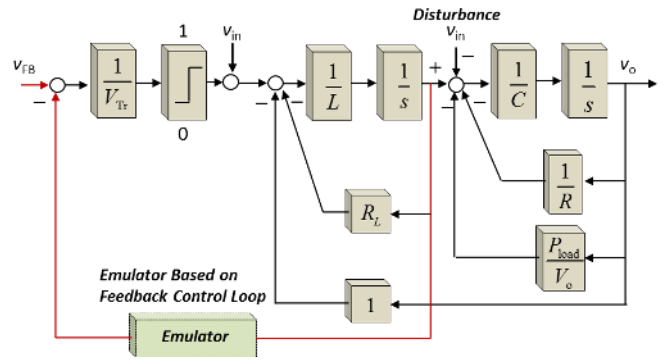 Disturbance
1
v_in
v_in
v_FB
1/V_Tr
1/L
1/s
1/C
1/s
v_o
+
−
−
−
−
−
−
−
0
R_L
1/R
P_load/V_o
1
Emulator Based on
Feedback Control Loop
Emulator